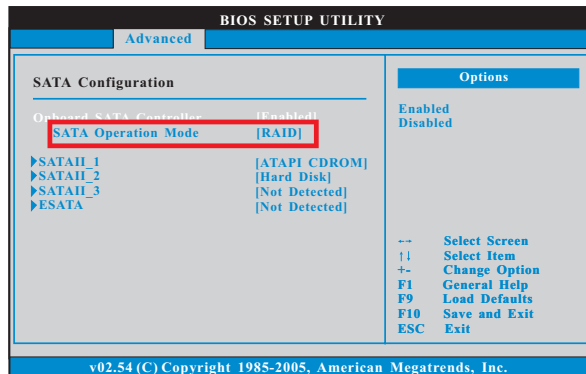 BIOS SETUP UTILITY
Advanced
SATA Configuration
Onboard SATA Controller [Enabled]
SATA Operation Mode [RAID]
SATAII_1 [ATAPI CDROM]
SATAII_2 [Hard Disk]
SATAII_3 [Not Detected]
ESATA [Not Detected]
Options
Enabled
Disabled
←→ Select Screen
↑↓ Select Item
+- Change Option
F1 General Help
F9 Load Defaults
F10 Save and Exit
ESC Exit
v02.54 (C) Copyright 1985-2005, American Megatrends, Inc.